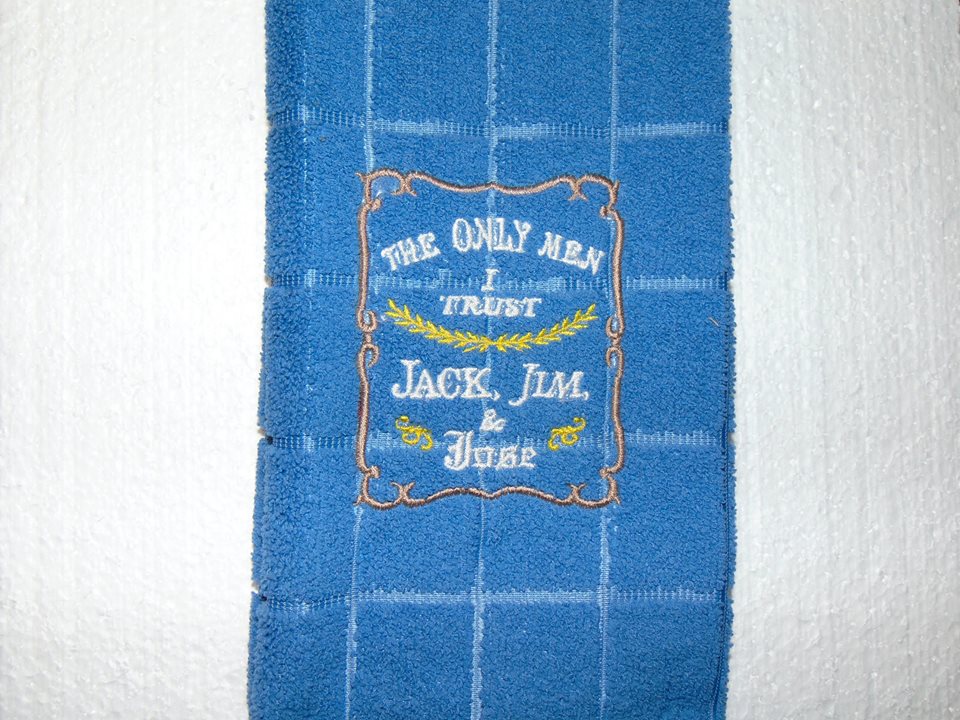 THE ONLY MEN
I
TRUST
JACK, JIM,
&
Jose